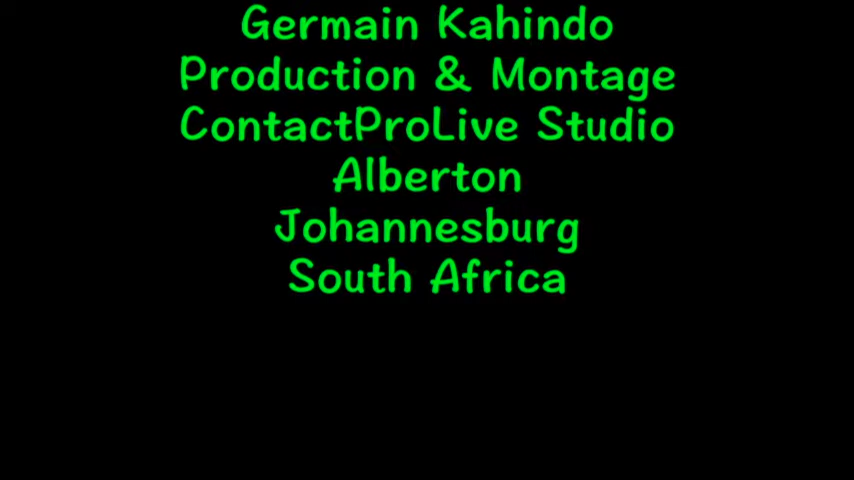 Germain Kahindo
Production & Montage
ContactProLive Studio
Alberton
Johannesburg
South Africa